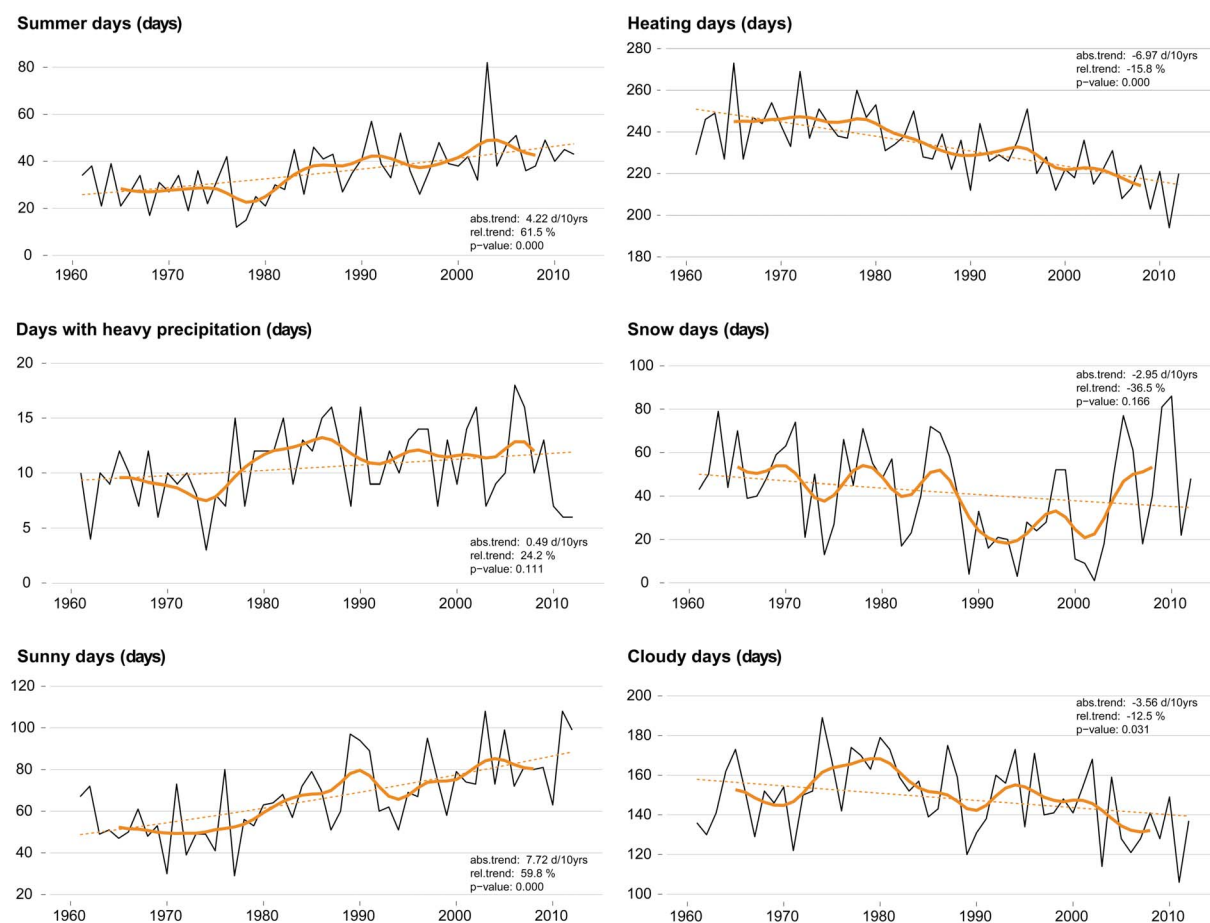 Summer days (days)
80
60
40
20
0
abs.trend: 4.22 d/10yrs
rel.trend: 61.5 %
p−value: 0.000
1960 1970 1980 1990 2000 2010
Heating days (days)
280
260
240
220
200
180
abs.trend: -6.97 d/10yrs
rel.trend: -15.8 %
p−value: 0.000
1960 1970 1980 1990 2000 2010
Days with heavy precipitation (days)
20
15
10
5
0
abs.trend: 0.49 d/10yrs
rel.trend: 24.2 %
p−value: 0.111
1960 1970 1980 1990 2000 2010
Snow days (days)
100
80
60
40
20
0
abs.trend: -2.95 d/10yrs
rel.trend: -36.5 %
p−value: 0.166
1960 1970 1980 1990 2000 2010
Sunny days (days)
120
100
80
60
40
20
abs.trend: 7.72 d/10yrs
rel.trend: 59.8 %
p−value: 0.000
1960 1970 1980 1990 2000 2010
Cloudy days (days)
200
180
160
140
120
100
abs.trend: -3.56 d/10yrs
rel.trend: -12.5 %
p−value: 0.031
1960 1970 1980 1990 2000 2010